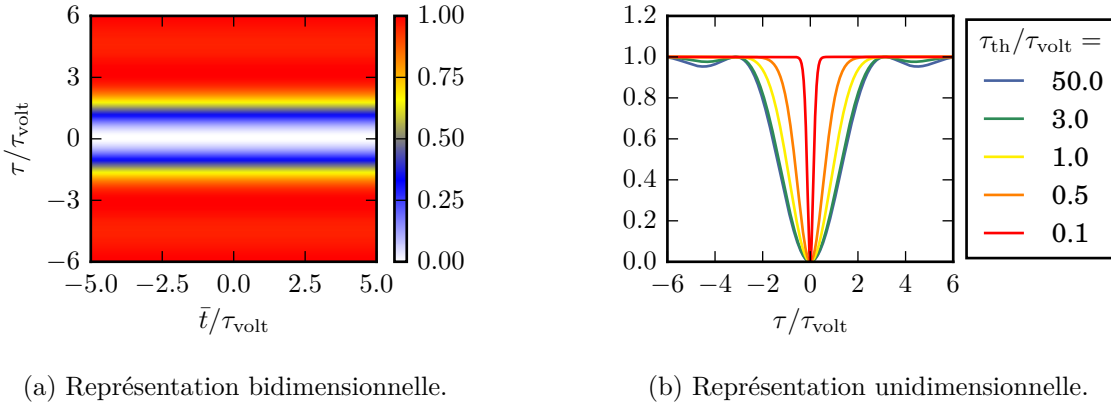 6
3
0
−3
−6
τ/τvolt
−5.0 −2.5 0.0 2.5 5.0
t̄/τvolt
1.00
0.75
0.50
0.25
0.00
(a) Représentation bidimensionnelle.
1.2
1.0
0.8
0.6
0.4
0.2
0.0
−6 −4 −2 0 2 4 6
τ/τvolt
τth/τvolt =
50.0
3.0
1.0
0.5
0.1
(b) Représentation unidimensionnelle.